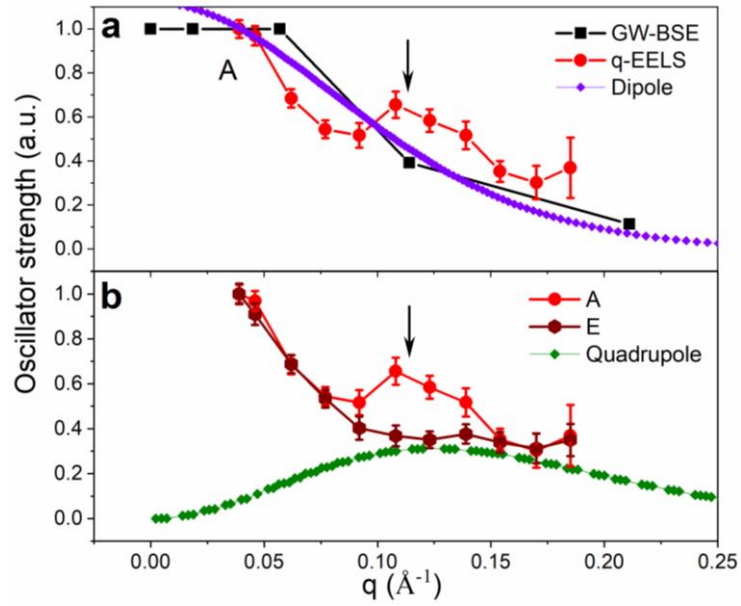 a
GW-BSE
q-EELS
Dipole
A
1.0
0.8
0.6
0.4
0.2
0.0
Oscillator strength (a.u.)
b
A
E
Quadrupole
1.0
0.8
0.6
0.4
0.2
0.0
0.00 0.05 0.10 0.15 0.20 0.25
q (Å⁻¹)